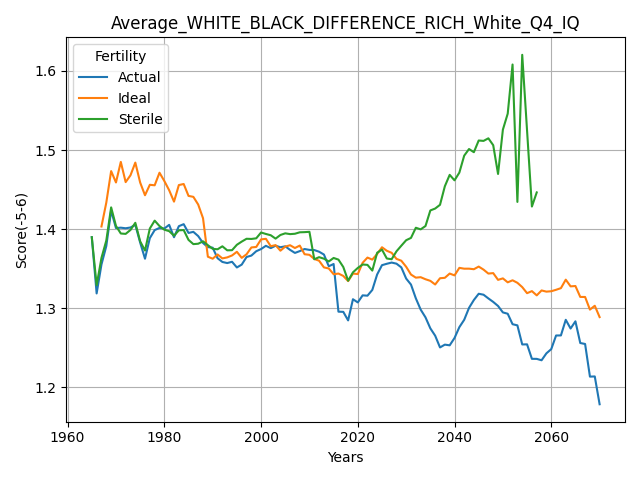 Average_WHITE_BLACK_DIFFERENCE_RICH_White_Q4_IQ
Fertility
Actual
Ideal
Sterile
Score(-5-6)
1.6
1.5
1.4
1.3
1.2
1960 1980 2000 2020 2040 2060
Years